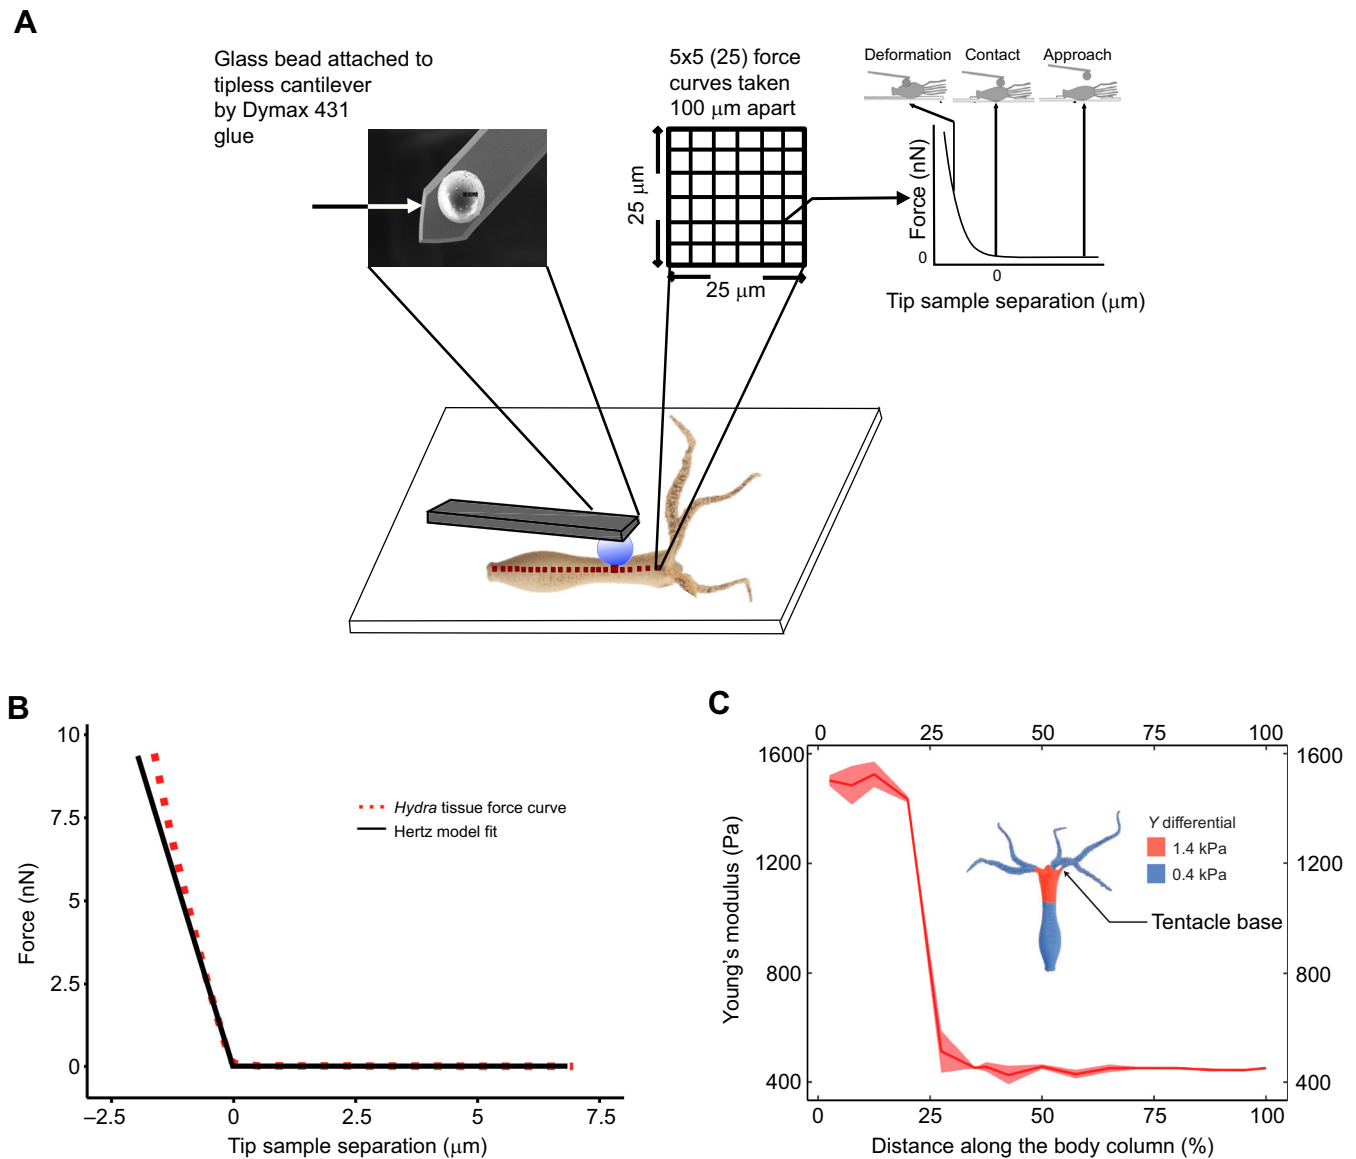 A
Glass bead attached to
tipless cantilever
by Dymax 431
glue
5x5 (25) force
curves taken
100 μm apart
25 μm
25 μm
Deformation Contact Approach
Force (nN)
0
0
Tip sample separation (μm)
B
10
7.5
5
2.5
0
Force (nN)
–2.5 0 2.5 5 7.5
Tip sample separation (μm)
Hydra tissue force curve
Hertz model fit
C
0 25 50 75 100
1600 1600
1200 1200
800 800
400 400
Young's modulus (Pa)
Y differential
1.4 kPa
0.4 kPa
Tentacle base
0 25 50 75 100
Distance along the body column (%)